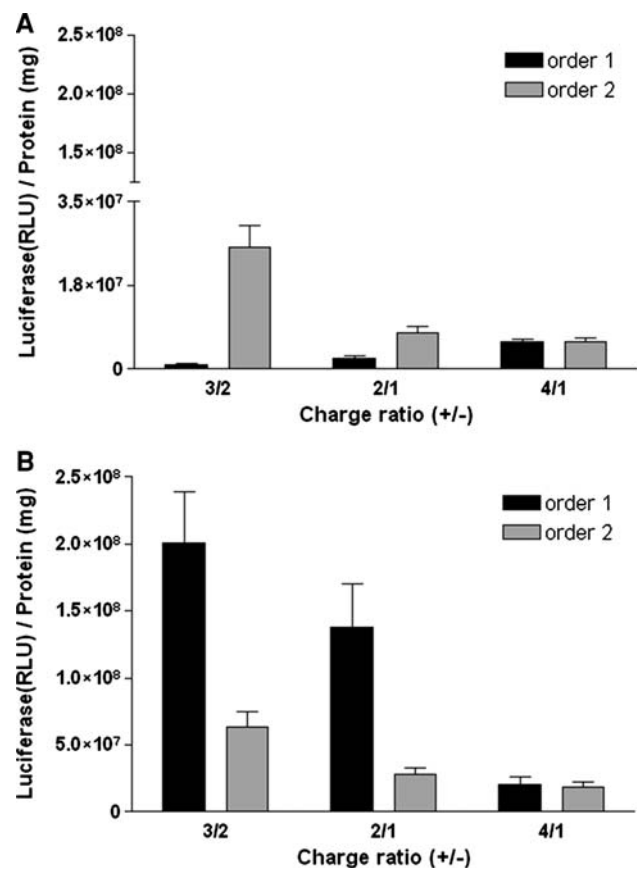 A
Luciferase(RLU) / Protein (mg)
2.5×10⁸
2.0×10⁸
1.5×10⁸
3.5×10⁷
1.8×10⁷
0
order 1
order 2
3/2 2/1 4/1
Charge ratio (+/-)
B
Luciferase(RLU) / Protein (mg)
2.5×10⁸
2.0×10⁸
1.5×10⁸
1.0×10⁸
5.0×10⁷
0
order 1
order 2
3/2 2/1 4/1
Charge ratio (+/-)